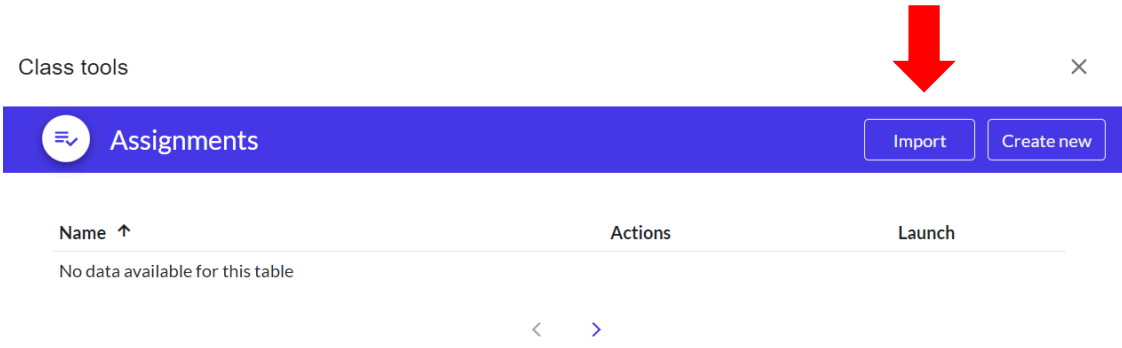 Class tools
Assignments
Import
Create new
Name
Actions
Launch
No data available for this table